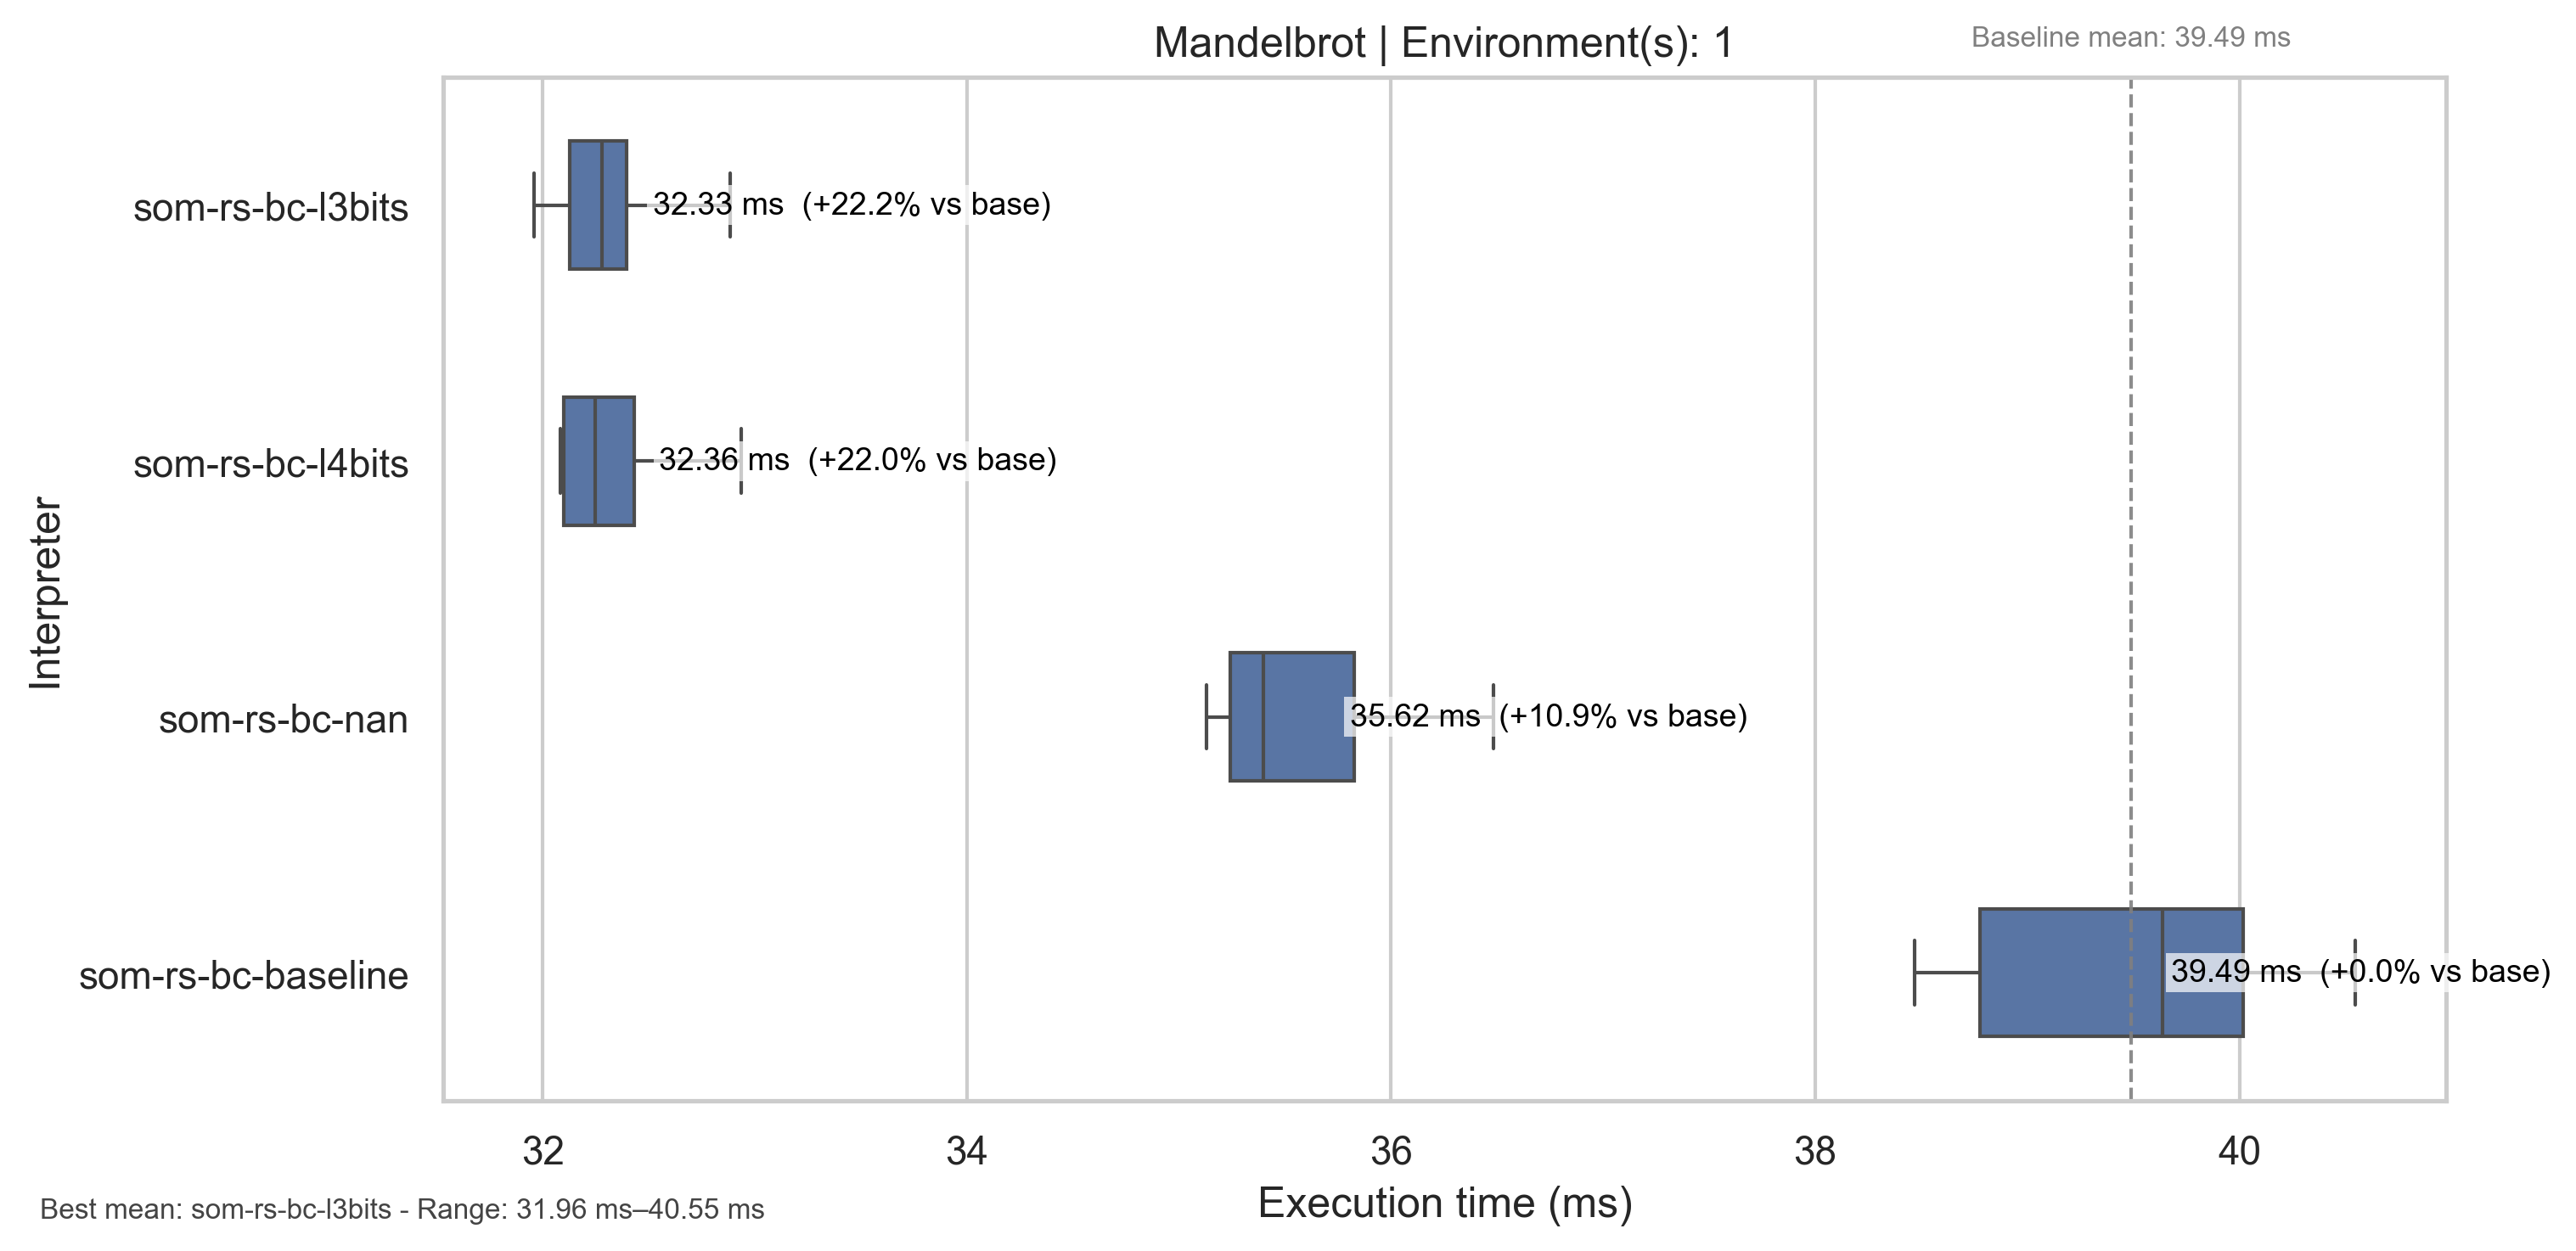 Mandelbrot | Environment(s): 1
Baseline mean: 39.49 ms
Interpreter
som-rs-bc-l3bits
32.33 ms  (+22.2% vs base)
som-rs-bc-l4bits
32.36 ms  (+22.0% vs base)
som-rs-bc-nan
35.62 ms  (+10.9% vs base)
som-rs-bc-baseline
39.49 ms  (+0.0% vs base)
32 34 36 38 40
Execution time (ms)
Best mean: som-rs-bc-l3bits - Range: 31.96 ms–40.55 ms